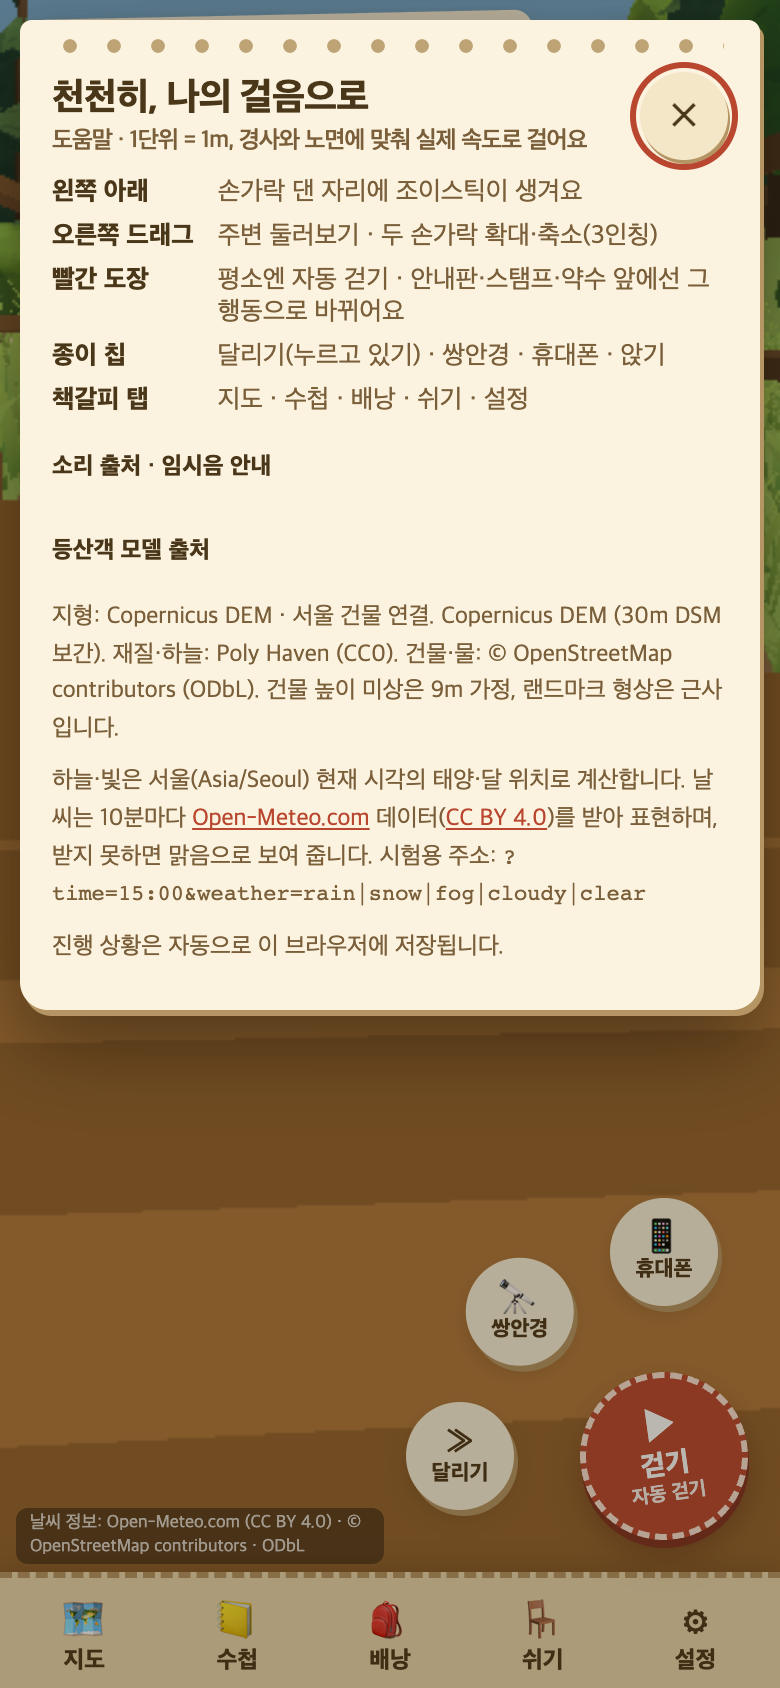 천천히, 나의 걸음으로
도움말 · 1단위 = 1m, 경사와 노면에 맞춰 실제 속도로 걸어요
왼쪽 아래 손가락 댄 자리에 조이스틱이 생겨요
오른쪽 드래그 주변 둘러보기 · 두 손가락 확대·축소(3인칭)
빨간 도장 평소엔 자동 걷기 · 안내판·스탬프·약수 앞에선 그
행동으로 바뀌어요
종이 칩 달리기(누르고 있기) · 쌍안경 · 휴대폰 · 앉기
책갈피 탭 지도 · 수첩 · 배낭 · 쉬기 · 설정
소리 출처 · 임시음 안내
등산객 모델 출처
지형: Copernicus DEM · 서울 건물 연결. Copernicus DEM (30m DSM
보간). 재질·하늘: Poly Haven (CC0). 건물·물: © OpenStreetMap
contributors (ODbL). 건물 높이 미상은 9m 가정, 랜드마크 형상은 근사
입니다.
하늘·빛은 서울(Asia/Seoul) 현재 시각의 태양·달 위치로 계산합니다. 날
씨는 10분마다 Open-Meteo.com 데이터(CC BY 4.0)를 받아 표현하며,
받지 못하면 맑음으로 보여 줍니다. 시험용 주소: ?
time=15:00&weather=rain|snow|fog|cloudy|clear
진행 상황은 자동으로 이 브라우저에 저장됩니다.
휴대폰
쌍안경
달리기
걷기
자동 걷기
날씨 정보: Open-Meteo.com (CC BY 4.0) · ©
OpenStreetMap contributors · ODbL
지도 수첩 배낭 쉬기 설정